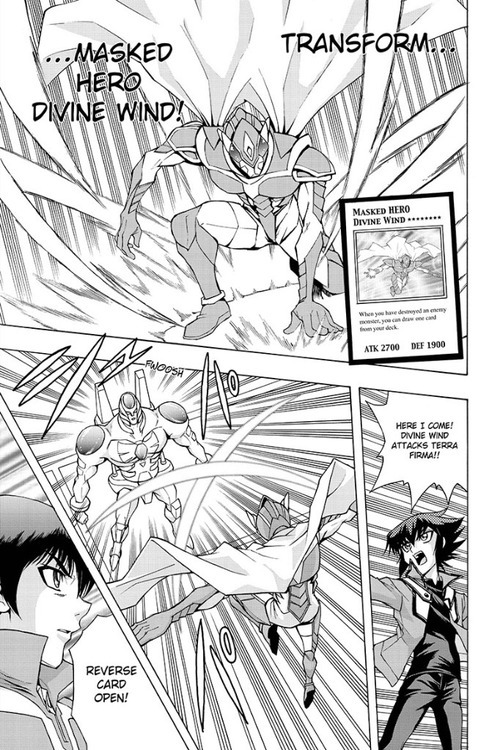 TRANSFORM...
...MASKED
HERO
DIVINE WIND!
MASKED HERO
DIVINE WIND ********
When you have destroyed an enemy
monster, you can draw one card
from your deck.
ATK 2700 DEF 1900
HERE I COME!
DIVINE WIND
ATTACKS TERRA
FIRMA!!
FWOOSH
REVERSE
CARD
OPEN!